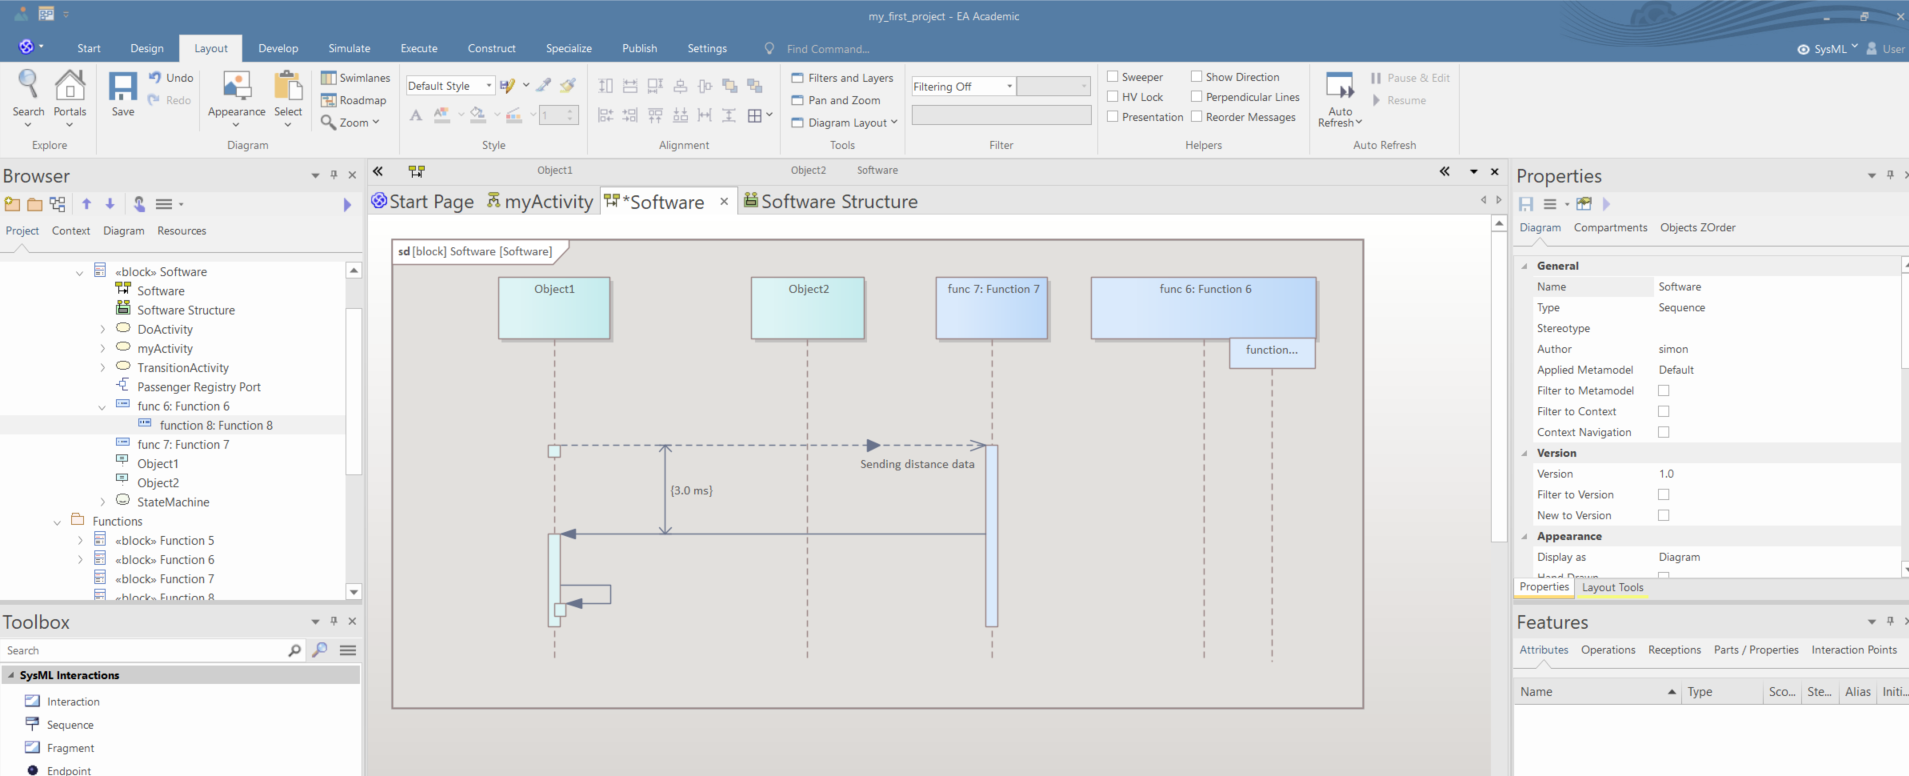 my_first_project - EA Academic
Start Design Layout Develop Simulate Execute Construct Specialize Publish Settings Find Command... SysML User
Search Portals Save Undo Redo Appearance Select Swimlanes Roadmap Zoom
Default Style
1
Filters and Layers
Pan and Zoom
Diagram Layout
Filtering Off
Sweeper
HV Lock
Presentation
Show Direction
Perpendicular Lines
Reorder Messages
Auto Refresh
Pause & Edit
Resume
Explore Diagram Style Alignment Tools Filter Helpers Auto Refresh
Browser
Project Context Diagram Resources
«block» Software
Software
Software Structure
DoActivity
myActivity
TransitionActivity
Passenger Registry Port
func 6: Function 6
function 8: Function 8
func 7: Function 7
Object1
Object2
StateMachine
Functions
«block» Function 5
«block» Function 6
«block» Function 7
«block» Function 8
Toolbox
Search
SysML Interactions
Interaction
Sequence
Fragment
Endpoint
Object1 Object2 Software
Start Page myActivity *Software Software Structure
sd [block] Software [Software]
Object1 Object2 func 7: Function 7 func 6: Function 6
function...
Sending distance data
{3.0 ms}
Properties
Diagram Compartments Objects ZOrder
General
Name Software
Type Sequence
Stereotype
Author simon
Applied Metamodel Default
Filter to Metamodel
Filter to Context
Context Navigation
Version
Version 1.0
Filter to Version
New to Version
Appearance
Display as Diagram
Hand Drawn
Properties Layout Tools
Features
Attributes Operations Receptions Parts / Properties Interaction Points
Name Type Sco... Ste... Alias Initi...